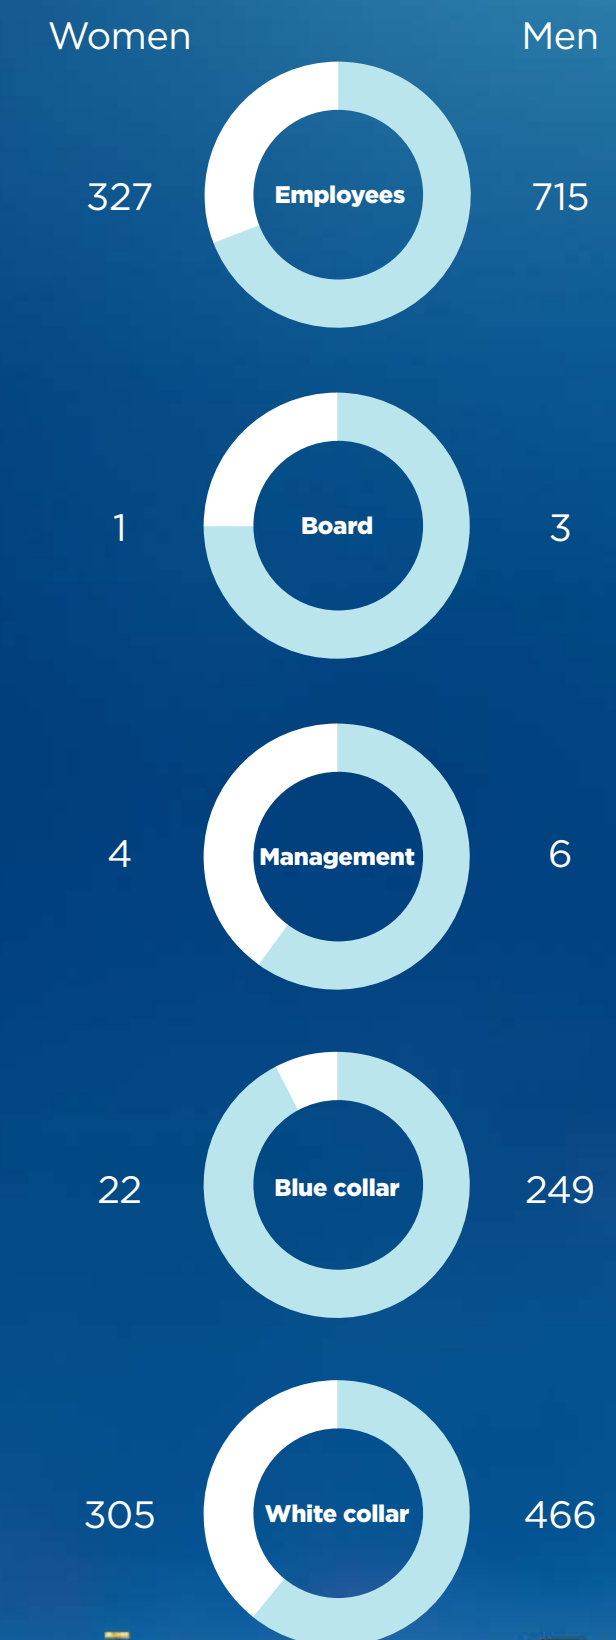 Women Men
327 Employees 715
1 Board 3
4 Management 6
22 Blue collar 249
305 White collar 466